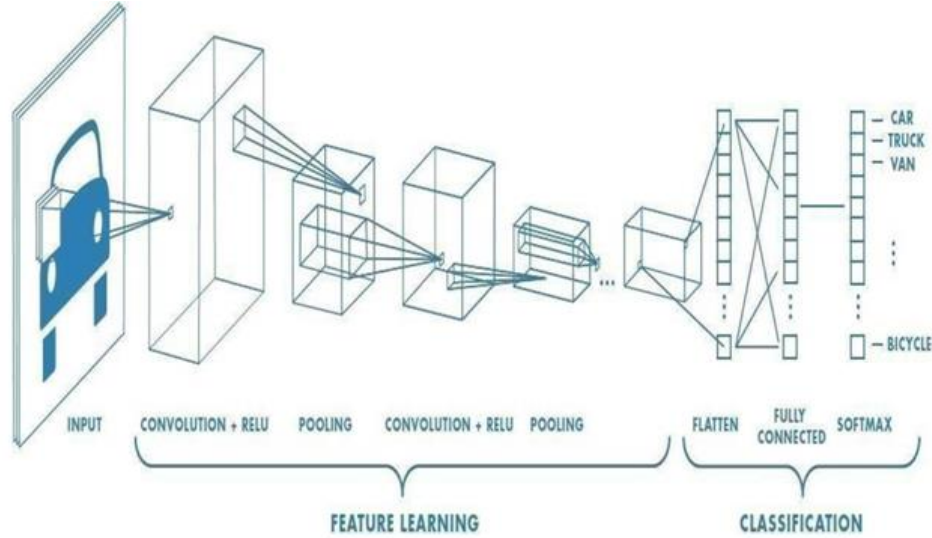 CAR
TRUCK
VAN
BICYCLE
INPUT
CONVOLUTION + RELU
POOLING
CONVOLUTION + RELU
POOLING
FLATTEN
FULLY
CONNECTED
SOFTMAX
FEATURE LEARNING
CLASSIFICATION